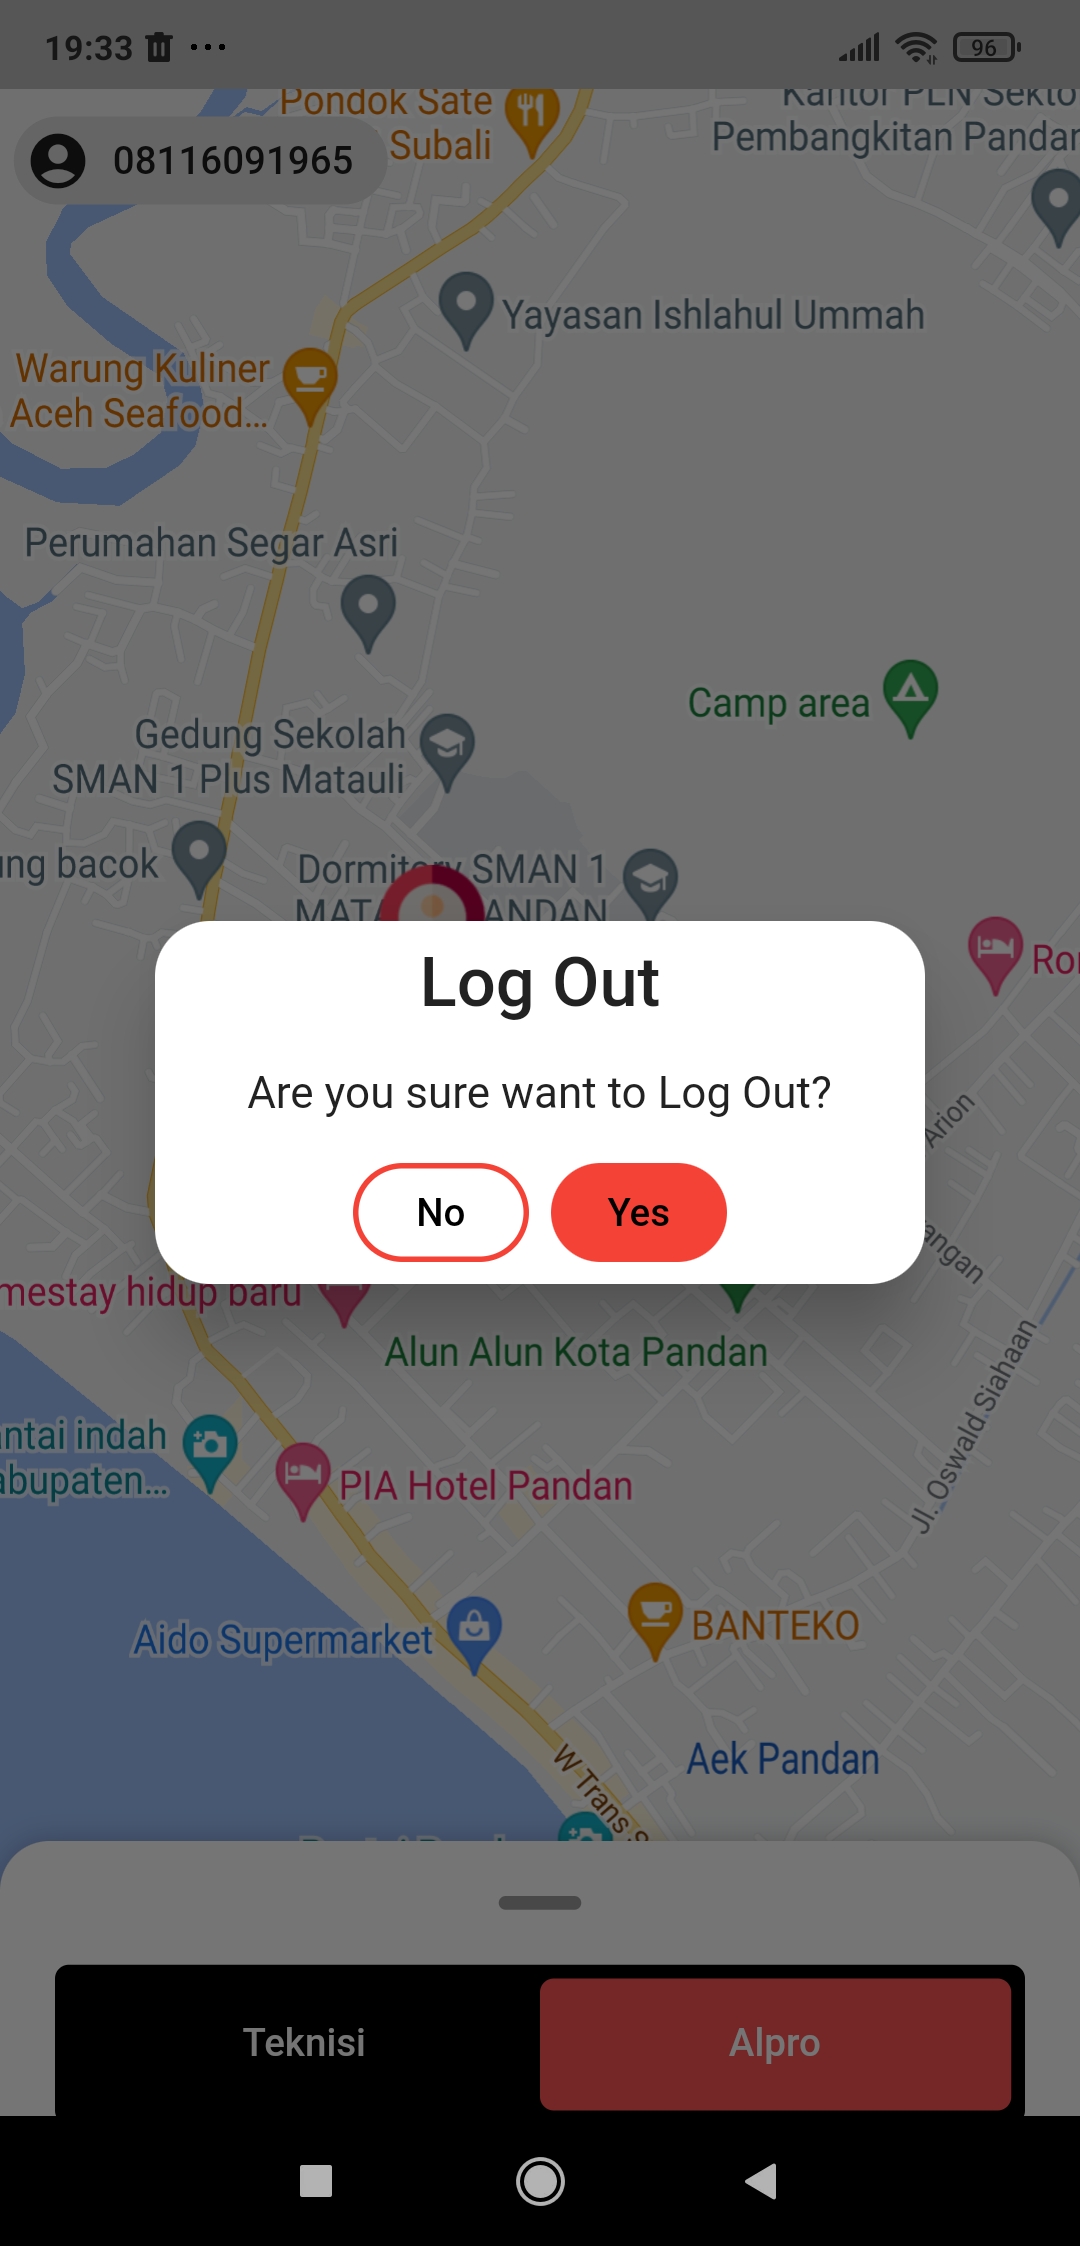 19:33
96
Pondok Sate
Subali
Kantor PLN Sekto
Pembangkitan Pandan
08116091965
Yayasan Ishlahul Ummah
Warung Kuliner
Aceh Seafood...
Perumahan Segar Asri
Camp area
Gedung Sekolah
SMAN 1 Plus Matauli
ung bacok
Dormitory SMAN 1
MATA ANDAN
Ror
Log Out
Are you sure want to Log Out?
No
Yes
Arion
angan
mestay hidup baru
Alun Alun Kota Pandan
Jl. Oswald Siahaan
antai indah
abupaten...
PIA Hotel Pandan
Aido Supermarket
BANTEKO
Aek Pandan
W Trans S
Teknisi
Alpro